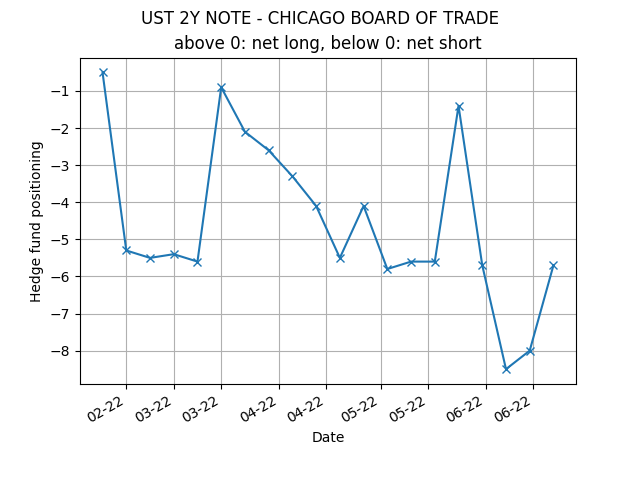 UST 2Y NOTE - CHICAGO BOARD OF TRADE
above 0: net long, below 0: net short
Hedge fund positioning
−1
−2
−3
−4
−5
−6
−7
−8
02-22 03-22 03-22 04-22 04-22 05-22 05-22 06-22 06-22
Date